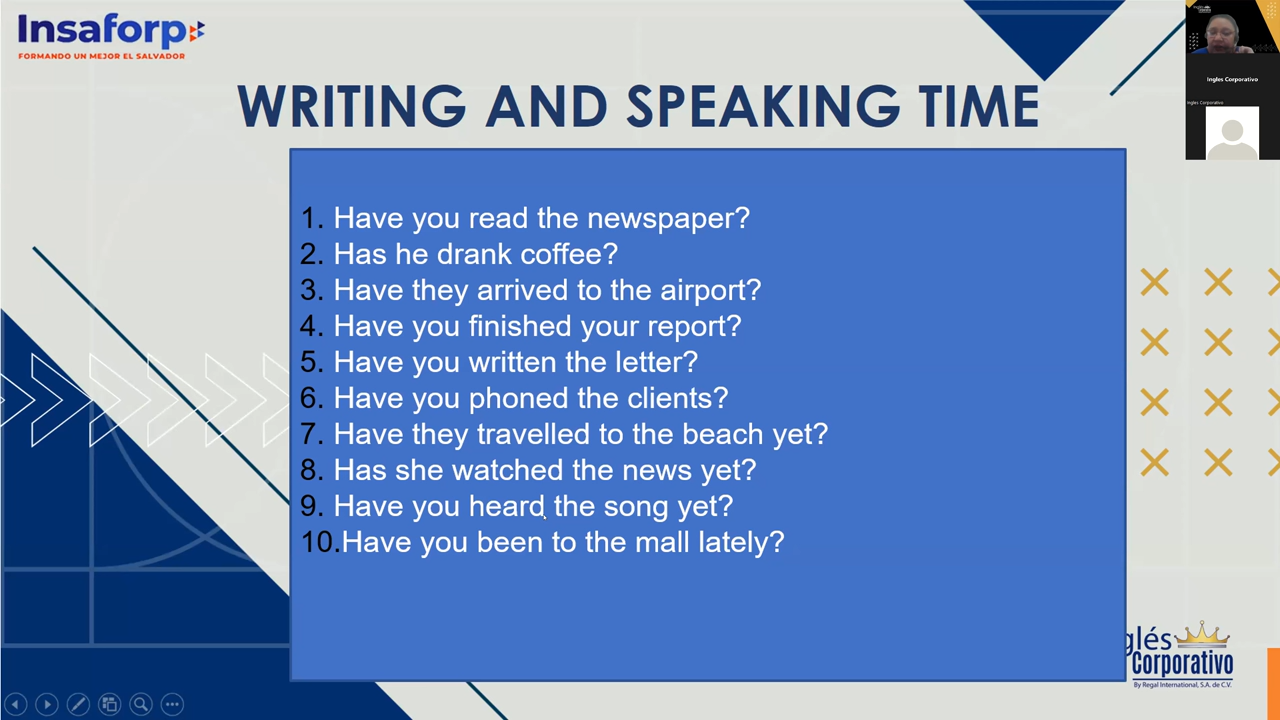 Insaforp
FORMANDO UN MEJOR EL SALVADOR
WRITING AND SPEAKING TIME
1. Have you read the newspaper?
2. Has he drank coffee?
3. Have they arrived to the airport?
4. Have you finished your report?
5. Have you written the letter?
6. Have you phoned the clients?
7. Have they travelled to the beach yet?
8. Has she watched the news yet?
9. Have you heard the song yet?
10.Have you been to the mall lately?
Ingles Corporativo
Ingles Corporativo
glés
Corporativo
By Regal International, S.A. de C.V.